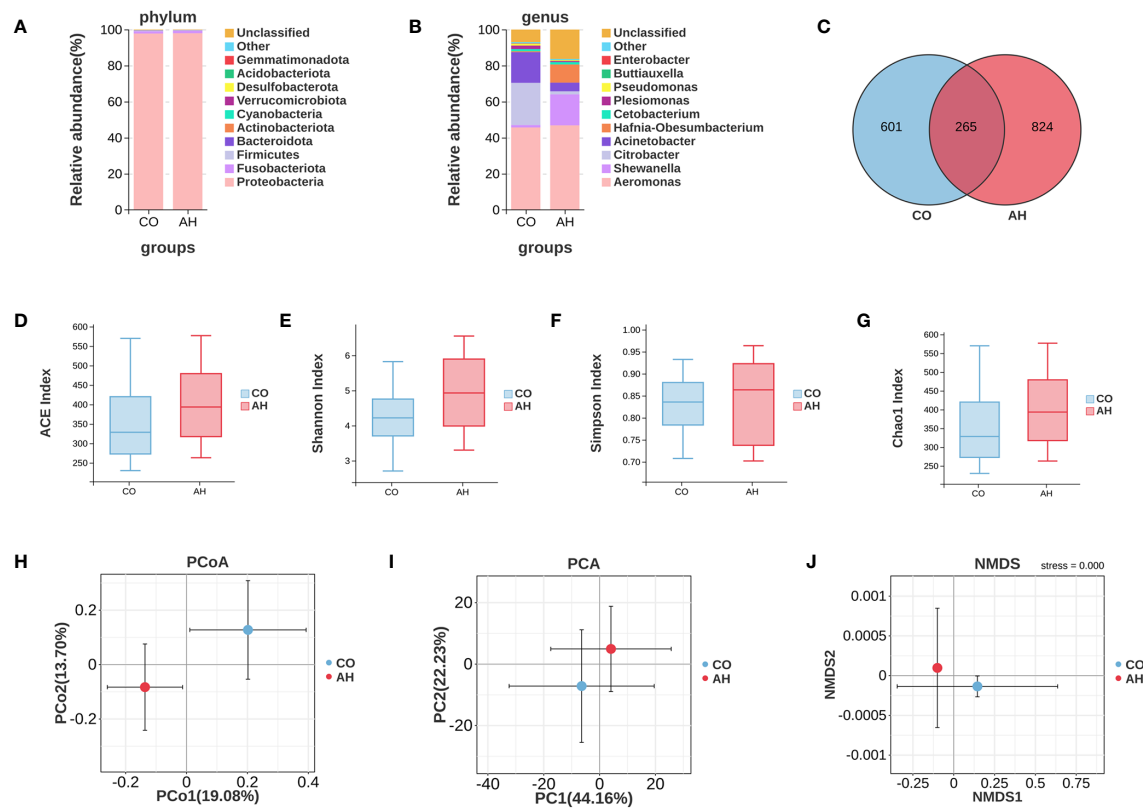 A
phylum
Relative abundance(%)
100
80
60
40
20
0
CO
AH
groups
Unclassified
Other
Gemmatimonadota
Acidobacteriota
Desulfobacterota
Verrucomicrobiota
Cyanobacteria
Actinobacteriota
Bacteroidota
Firmicutes
Fusobacteriota
Proteobacteria
B
genus
Relative abundance(%)
100
80
60
40
20
0
CO
AH
groups
Unclassified
Other
Enterobacter
Buttiauxella
Pseudomonas
Plesiomonas
Cetobacterium
Hafnia-Obesumbacterium
Acinetobacter
Citrobacter
Shewanella
Aeromonas
C
601
265
824
CO
AH
D
ACE Index
600
550
500
450
400
350
300
250
CO
AH
CO
AH
E
Shannon Index
6
5
4
3
CO
AH
CO
AH
F
Simpson Index
1.00
0.95
0.90
0.85
0.80
0.75
0.70
CO
AH
CO
AH
G
Chao1 Index
600
550
500
450
400
350
300
250
CO
AH
CO
AH
H
PCoA
PCo2(13.70%)
0.2
0
-0.2
-0.2
0
0.2
0.4
PCo1(19.08%)
CO
AH
I
PCA
PC2(22.23%)
20
0
-20
-40
-20
0
20
PC1(44.16%)
CO
AH
J
NMDS
stress = 0.000
NMDS2
0.001
0.0005
0
-0.0005
-0.001
-0.25
0
0.25
0.5
0.75
NMDS1
CO
AH